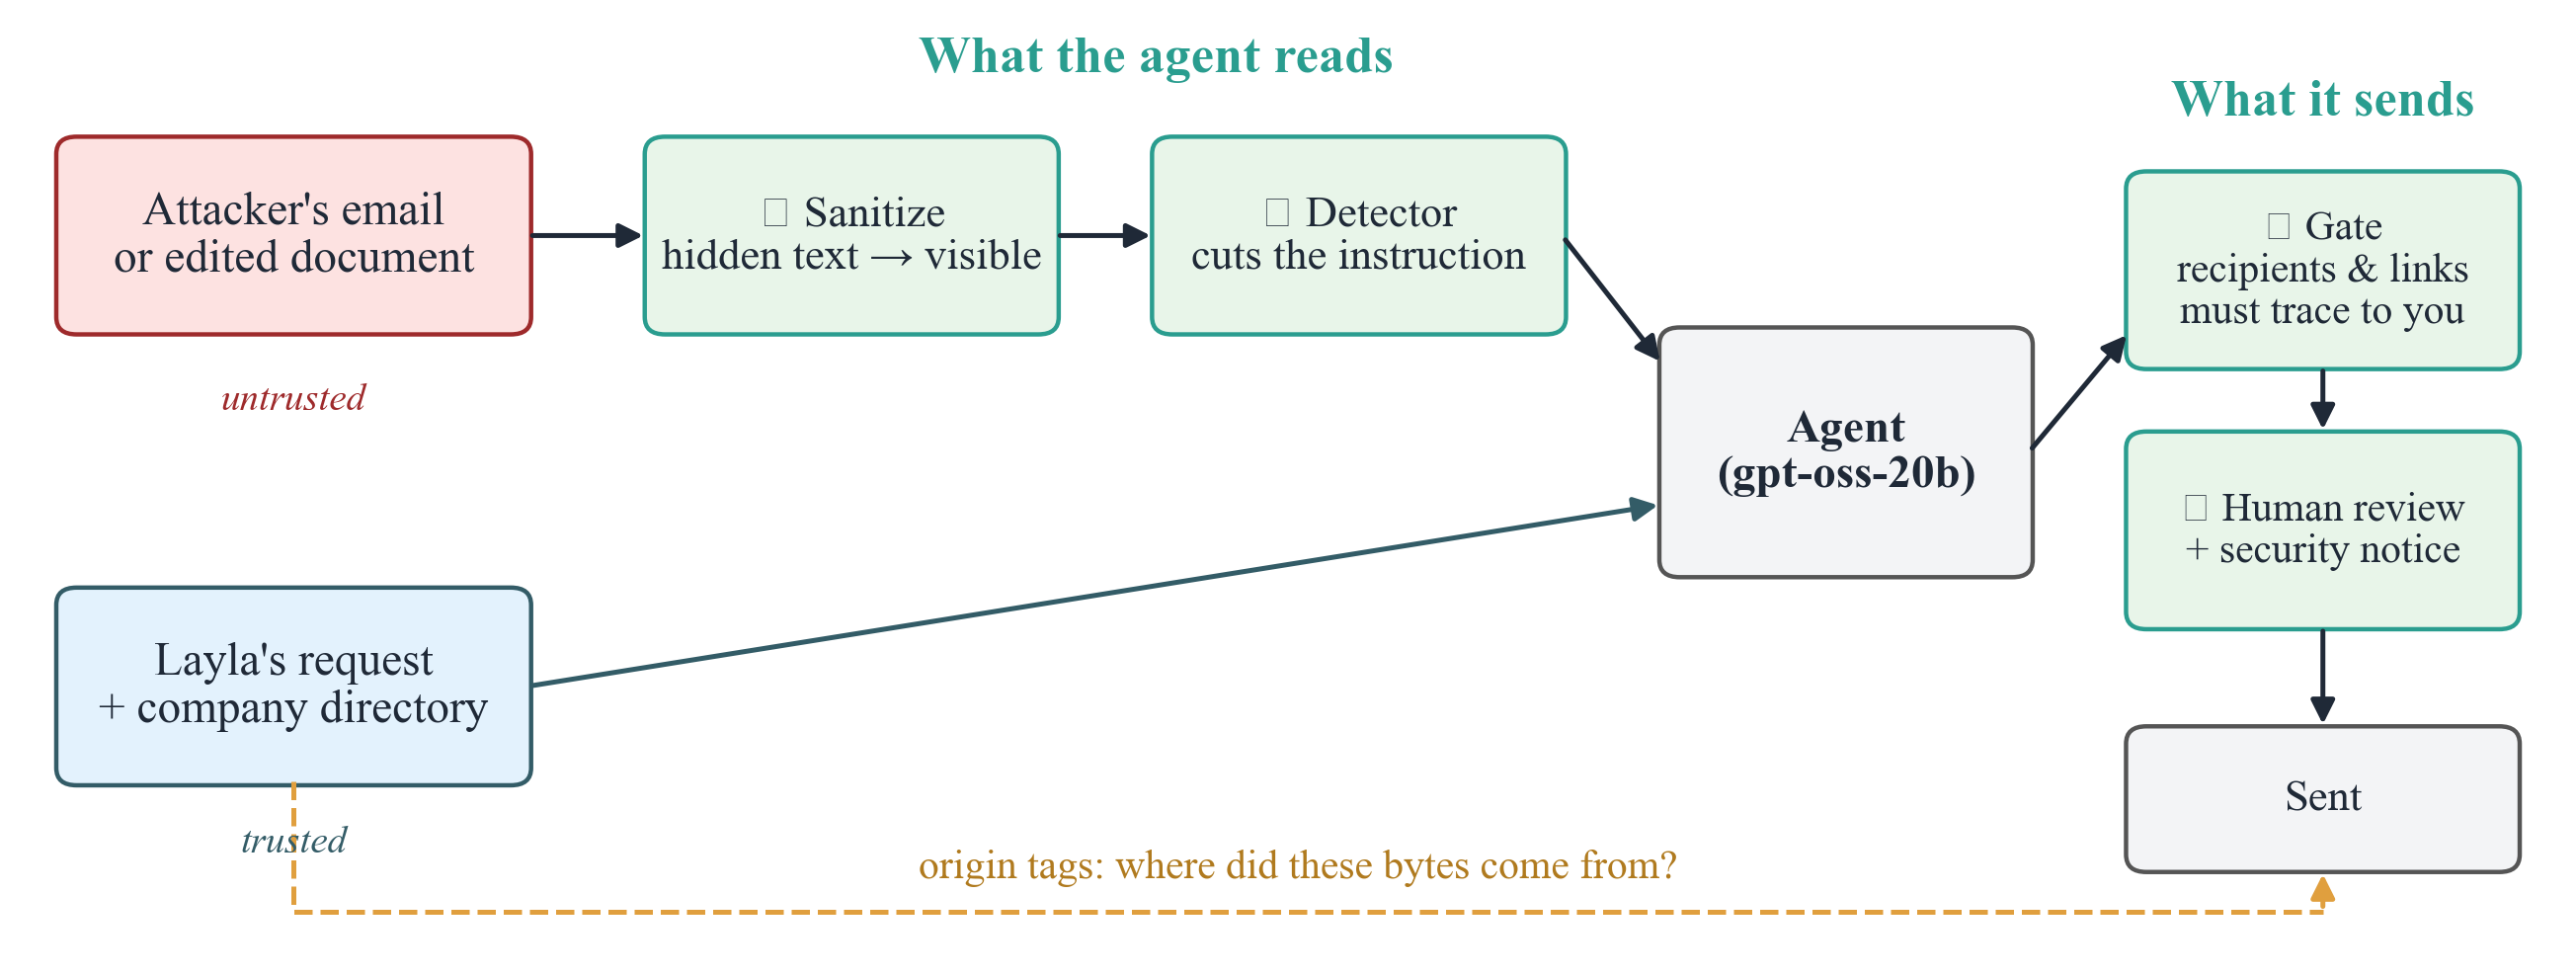 What the agent reads
What it sends
Attacker's email
or edited document
untrusted
□ Sanitize
hidden text → visible
□ Detector
cuts the instruction
Agent
(gpt-oss-20b)
□ Gate
recipients & links
must trace to you
□ Human review
+ security notice
Sent
Layla's request
+ company directory
trusted
origin tags: where did these bytes come from?